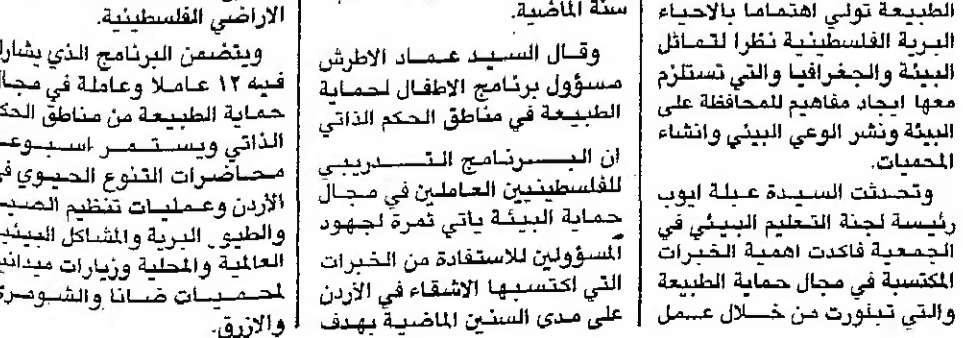 الطبيعة تولي اهتماما بالاحياء
البرية الفلسطينية نظرا لتماثل
البيئة والجغرافيا والتي تستلزم
معها ايجاد مفاهيم للمحافظة على
البيئة ونشر الوعي البيئي وانشاء
المحميات.
وتحدثت السيدة عبلة ايوب
رئيسة لجنة التعليم البيئي في
الجمعية فاكدت اهمية الخبرات
المكتسبة في مجال حماية الطبيعة
والتي تبلورت من خلال عمل
سنة الماضية.
وقال السيد عماد الاطرش
مسؤول برنامج الاطفال لحماية
الطبيعة في مناطق الحكم الذاتي
ان البرنامج التدريبي
للفلسطينيين العاملين في مجال
حماية البيئة ياتي ثمرة لجهود
المسؤولين للاستفادة من الخبرات
التي اكتسبها الاشقاء في الأردن
على مدى السنين الماضية بهدف
الاراضي الفلسطينية.
ويتضمن البرنامج الذي يشارك
فيه ١٢ عاملا وعاملة في مجال
حماية الطبيعة من مناطق الحكم
الذاتي ويستمر اسبوعا
محاضرات التنوع الحيوي في
الأردن وعمليات تنظيم الصيد
والطيور البرية والمشاكل البيئية
العالمية والمحلية وزيارات ميدانية
لمحميات ضانا والشومري
والازرق.